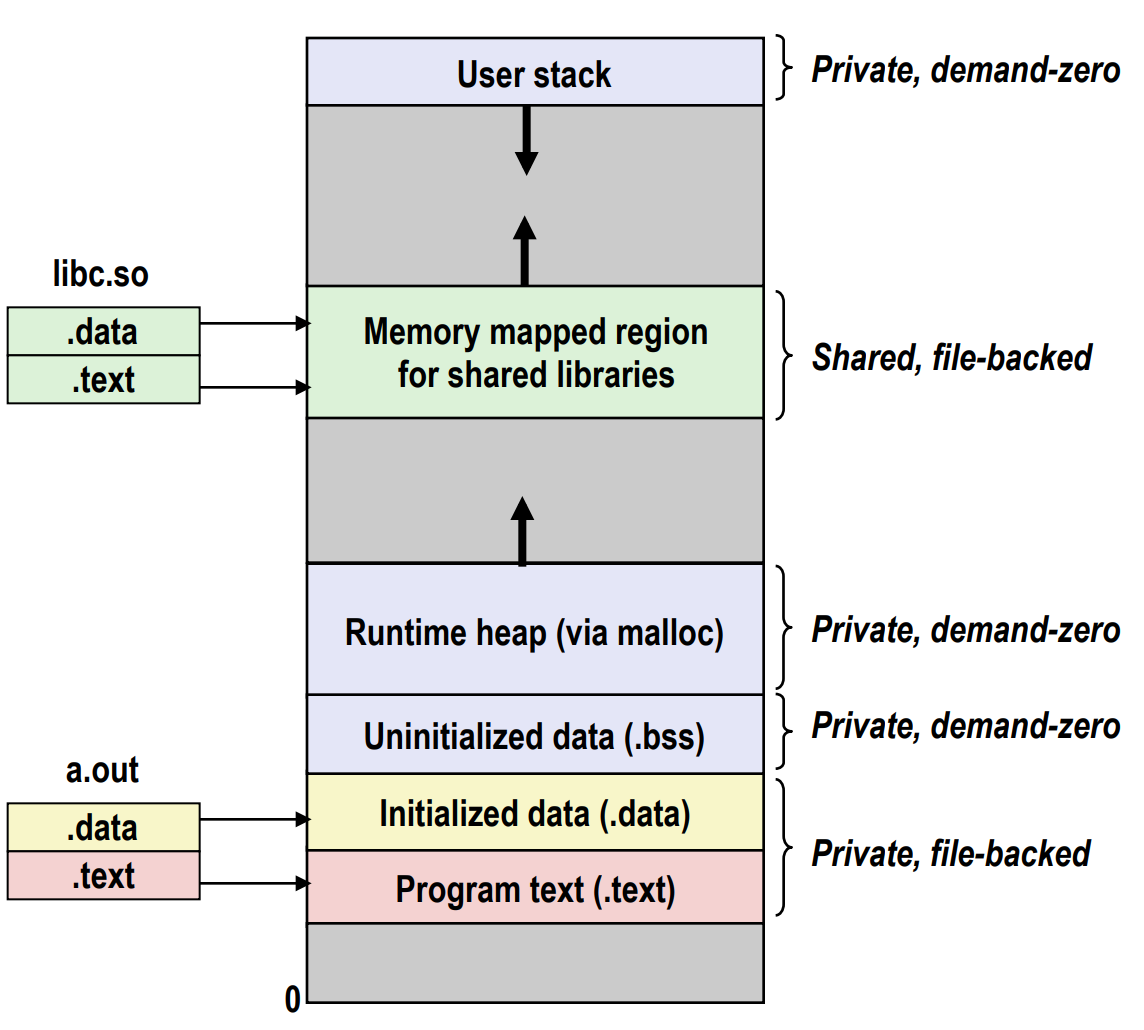 User stack
Private, demand-zero
libc.so
.data
.text
Memory mapped region
for shared libraries
Shared, file-backed
Runtime heap (via malloc)
Private, demand-zero
Uninitialized data (.bss)
Private, demand-zero
a.out
.data
.text
Initialized data (.data)
Program text (.text)
Private, file-backed
0